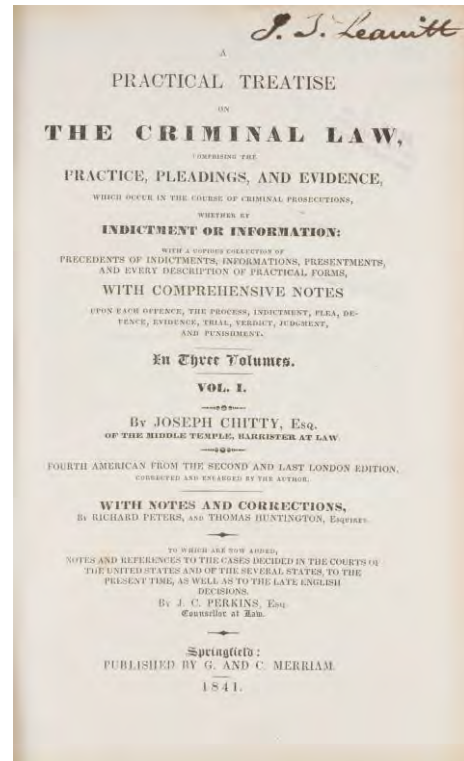 J. T. Leavitt
A
PRACTICAL TREATISE
ON
THE CRIMINAL LAW,
COMPRISING THE
PRACTICE, PLEADINGS, AND EVIDENCE,
WHICH OCCUR IN THE COURSE OF CRIMINAL PROSECUTIONS,
WHETHER BY
INDICTMENT OR INFORMATION:
WITH A COPIOUS COLLECTION OF
PRECEDENTS OF INDICTMENTS, INFORMATIONS, PRESENTMENTS,
AND EVERY DESCRIPTION OF PRACTICAL FORMS,
WITH COMPREHENSIVE NOTES
UPON EACH OFFENCE, THE PROCESS, INDICTMENT, PLEA, DE-
FENCE, EVIDENCE, TRIAL, VERDICT, JUDGMENT,
AND PUNISHMENT.
In Three Volumes.
VOL. I.
By JOSEPH CHITTY, Esq.
OF THE MIDDLE TEMPLE, BARRISTER AT LAW
FOURTH AMERICAN FROM THE SECOND AND LAST LONDON EDITION,
CORRECTED AND ENLARGED BY THE AUTHOR.
WITH NOTES AND CORRECTIONS,
By RICHARD PETERS, AND THOMAS HUNTINGTON, Esquires.
TO WHICH ARE NOW ADDED,
NOTES AND REFERENCES TO THE CASES DECIDED IN THE COURTS OF
THE UNITED STATES AND OF THE SEVERAL STATES, TO THE
PRESENT TIME, AS WELL AS TO THE LATE ENGLISH
DECISIONS.
By J. C. PERKINS, Esq.
Counsellor at Law.
Springfield:
PUBLISHED BY G. AND C. MERRIAM.
1841.